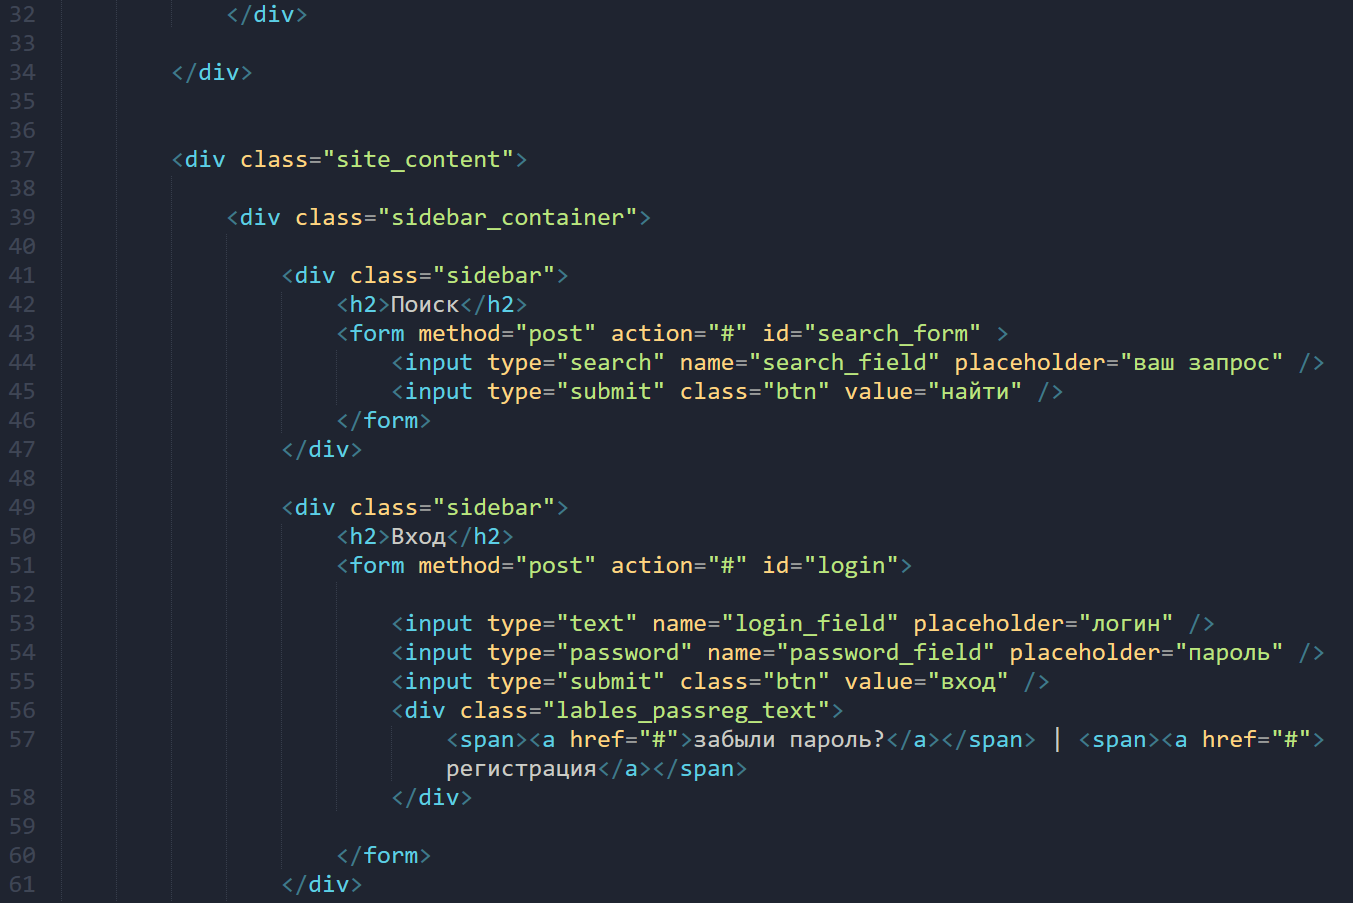 32 </div>
33
34 </div>
35
36
37 <div class="site_content">
38
39 <div class="sidebar_container">
40
41 <div class="sidebar">
42 <h2>Поиск</h2>
43 <form method="post" action="#" id="search_form" >
44 <input type="search" name="search_field" placeholder="ваш запрос" />
45 <input type="submit" class="btn" value="найти" />
46 </form>
47 </div>
48
49 <div class="sidebar">
50 <h2>Вход</h2>
51 <form method="post" action="#" id="login">
52
53 <input type="text" name="login_field" placeholder="логин" />
54 <input type="password" name="password_field" placeholder="пароль" />
55 <input type="submit" class="btn" value="вход" />
56 <div class="lables_passreg_text">
57 <span><a href="#">забыли пароль?</a></span> | <span><a href="#">
регистрация</a></span>
58 </div>
59
60 </form>
61 </div>